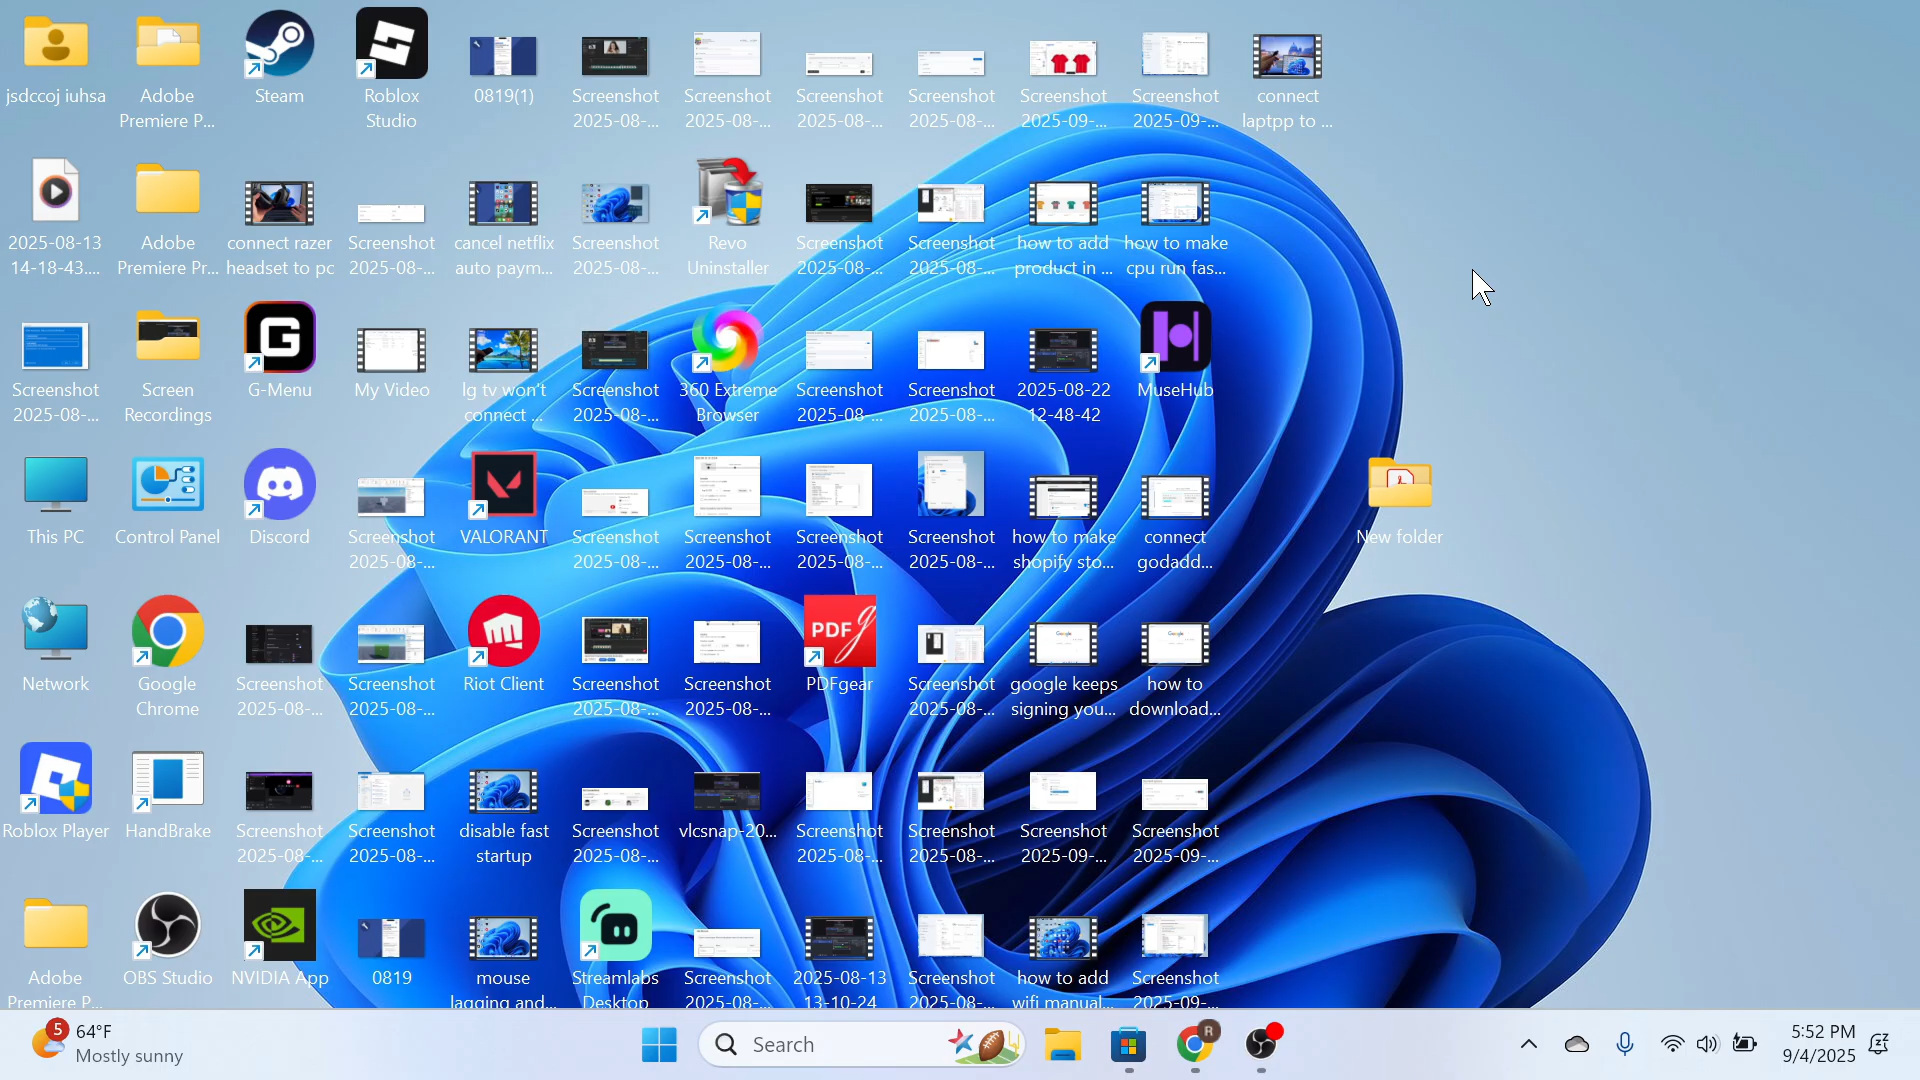 jsdccoj iuhsa
Adobe
Premiere P...
Steam
Roblox
Studio
0819(1)
Screenshot
2025-08-...
Screenshot
2025-08-...
Screenshot
2025-08-...
Screenshot
2025-08-...
Screenshot
2025-09-...
Screenshot
2025-09-...
connect
laptpp to ...
2025-08-13
14-18-43....
Adobe
Premiere Pr...
connect razer
headset to pc
Screenshot
2025-08-...
cancel netflix
auto paym...
Screenshot
2025-08-...
Revo
Uninstaller
Screenshot
2025-08-...
Screenshot
2025-08-...
how to add
product in ...
how to make
cpu run fas...
Screenshot
2025-08-...
Screen
Recordings
G-Menu
My Video
lg tv won't
connect ...
Screenshot
2025-08-...
360 Extreme
Browser
Screenshot
2025-08-...
Screenshot
2025-08-...
2025-08-22
12-48-42
MuseHub
This PC
Control Panel
Discord
Screenshot
2025-08-...
VALORANT
Screenshot
2025-08-...
Screenshot
2025-08-...
Screenshot
2025-08-...
Screenshot
2025-08-...
how to make
shopify sto...
connect
godadd...
New folder
Network
Google
Chrome
Screenshot
2025-08-...
Screenshot
2025-08-...
Riot Client
Screenshot
2025-08-...
Screenshot
2025-08-...
PDFg
PDFgear
Screenshot
2025-08-...
google keeps
signing you...
how to
download...
Roblox Player
HandBrake
Screenshot
2025-08-...
Screenshot
2025-08-...
disable fast
startup
Screenshot
2025-08-...
vlcsnap-20...
Screenshot
2025-08-...
Screenshot
2025-08-...
Screenshot
2025-09-...
Screenshot
2025-09-...
Adobe
Premiere P...
OBS Studio
NVIDIA App
0819
mouse
lagging and...
Streamlabs
Desktop
Screenshot
2025-08-...
2025-08-13
13-10-24
Screenshot
2025-08-...
how to add
wifi manual...
Screenshot
2025-09-...
5
64°F
Mostly sunny
Search
R
5:52 PM
9/4/2025